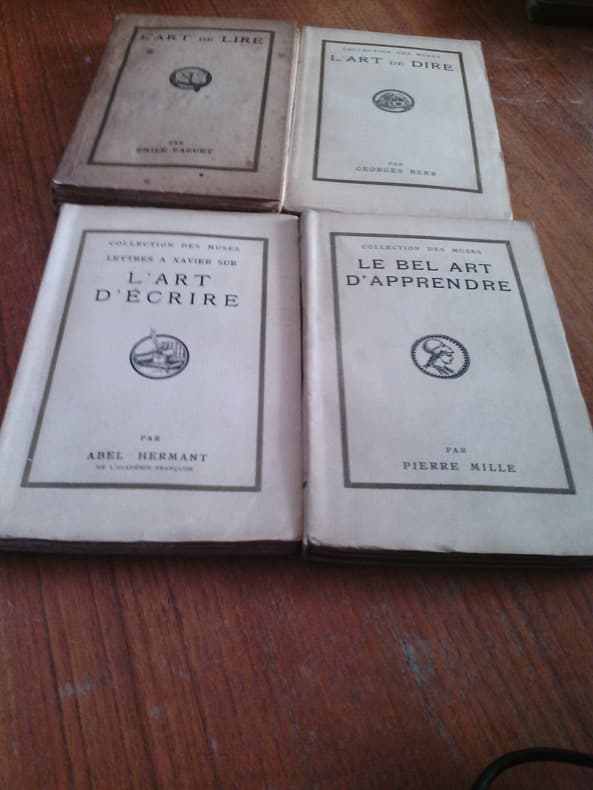 L'ART DE LIRE
PAR
EMILE FAGUET
COLLECTION DES MUSES
L'ART DE DIRE
PAR
GEORGES BERR
COLLECTION DES MUSES
LETTRES A XAVIER SUR
L'ART
D'ÉCRIRE
PAR
ABEL HERMANT
DE L'ACADÉMIE FRANÇAISE
COLLECTION DES MUSES
LE BEL ART
D'APPRENDRE
PAR
PIERRE MILLE